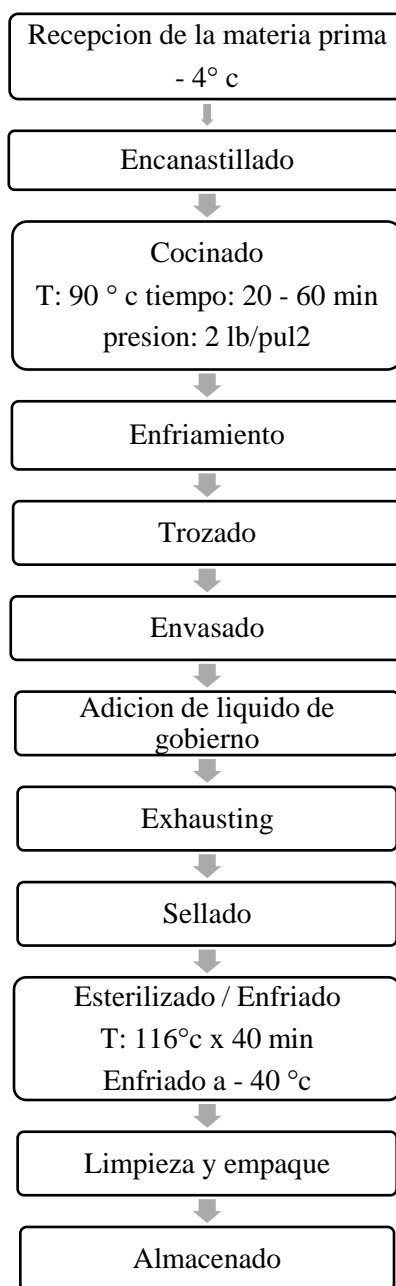 Recepcion de la materia prima
- 4° c
Encanastillado
Cocinado
T: 90 ° c tiempo: 20 - 60 min
presion: 2 lb/pul2
Enfriamiento
Trozado
Envasado
Adicion de liquido de
gobierno
Exhausting
Sellado
Esterilizado / Enfriado
T: 116°c x 40 min
Enfriado a - 40 °c
Limpieza y empaque
Almacenado